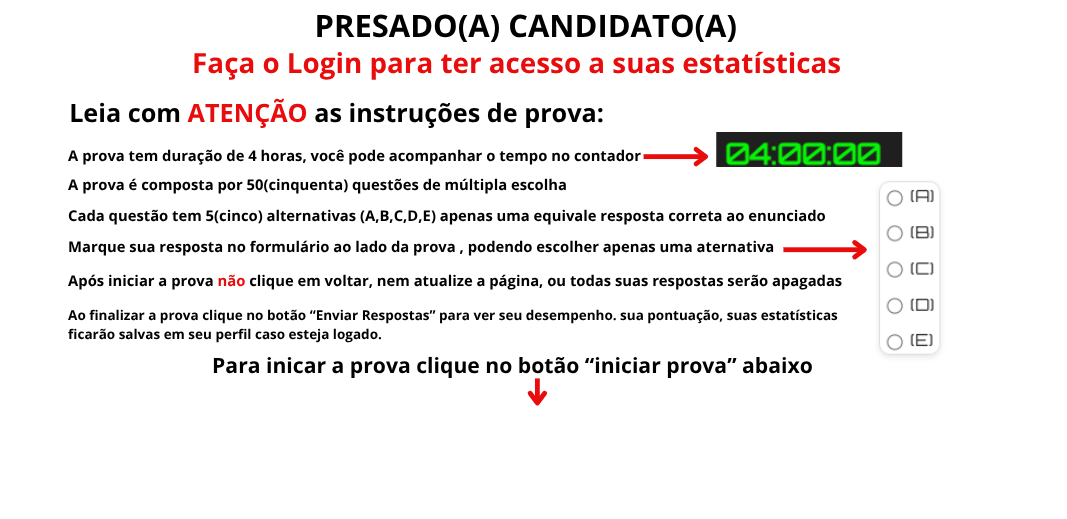 PRESADO(A) CANDIDATO(A)
Faça o Login para ter acesso a suas estatísticas
Leia com ATENÇÃO as instruções de prova:
A prova tem duração de 4 horas, você pode acompanhar o tempo no contador
04:00:00
A prova é composta por 50(cinquenta) questões de múltipla escolha
Cada questão tem 5(cinco) alternativas (A,B,C,D,E) apenas uma equivale resposta correta ao enunciado
Marque sua resposta no formulário ao lado da prova , podendo escolher apenas uma aternativa
(A)
(B)
(C)
(D)
(E)
Após iniciar a prova não clique em voltar, nem atualize a página, ou todas suas respostas serão apagadas
Ao finalizar a prova clique no botão “Enviar Respostas” para ver seu desempenho. sua pontuação, suas estatísticas
ficarão salvas em seu perfil caso esteja logado.
Para inicar a prova clique no botão “iniciar prova” abaixo